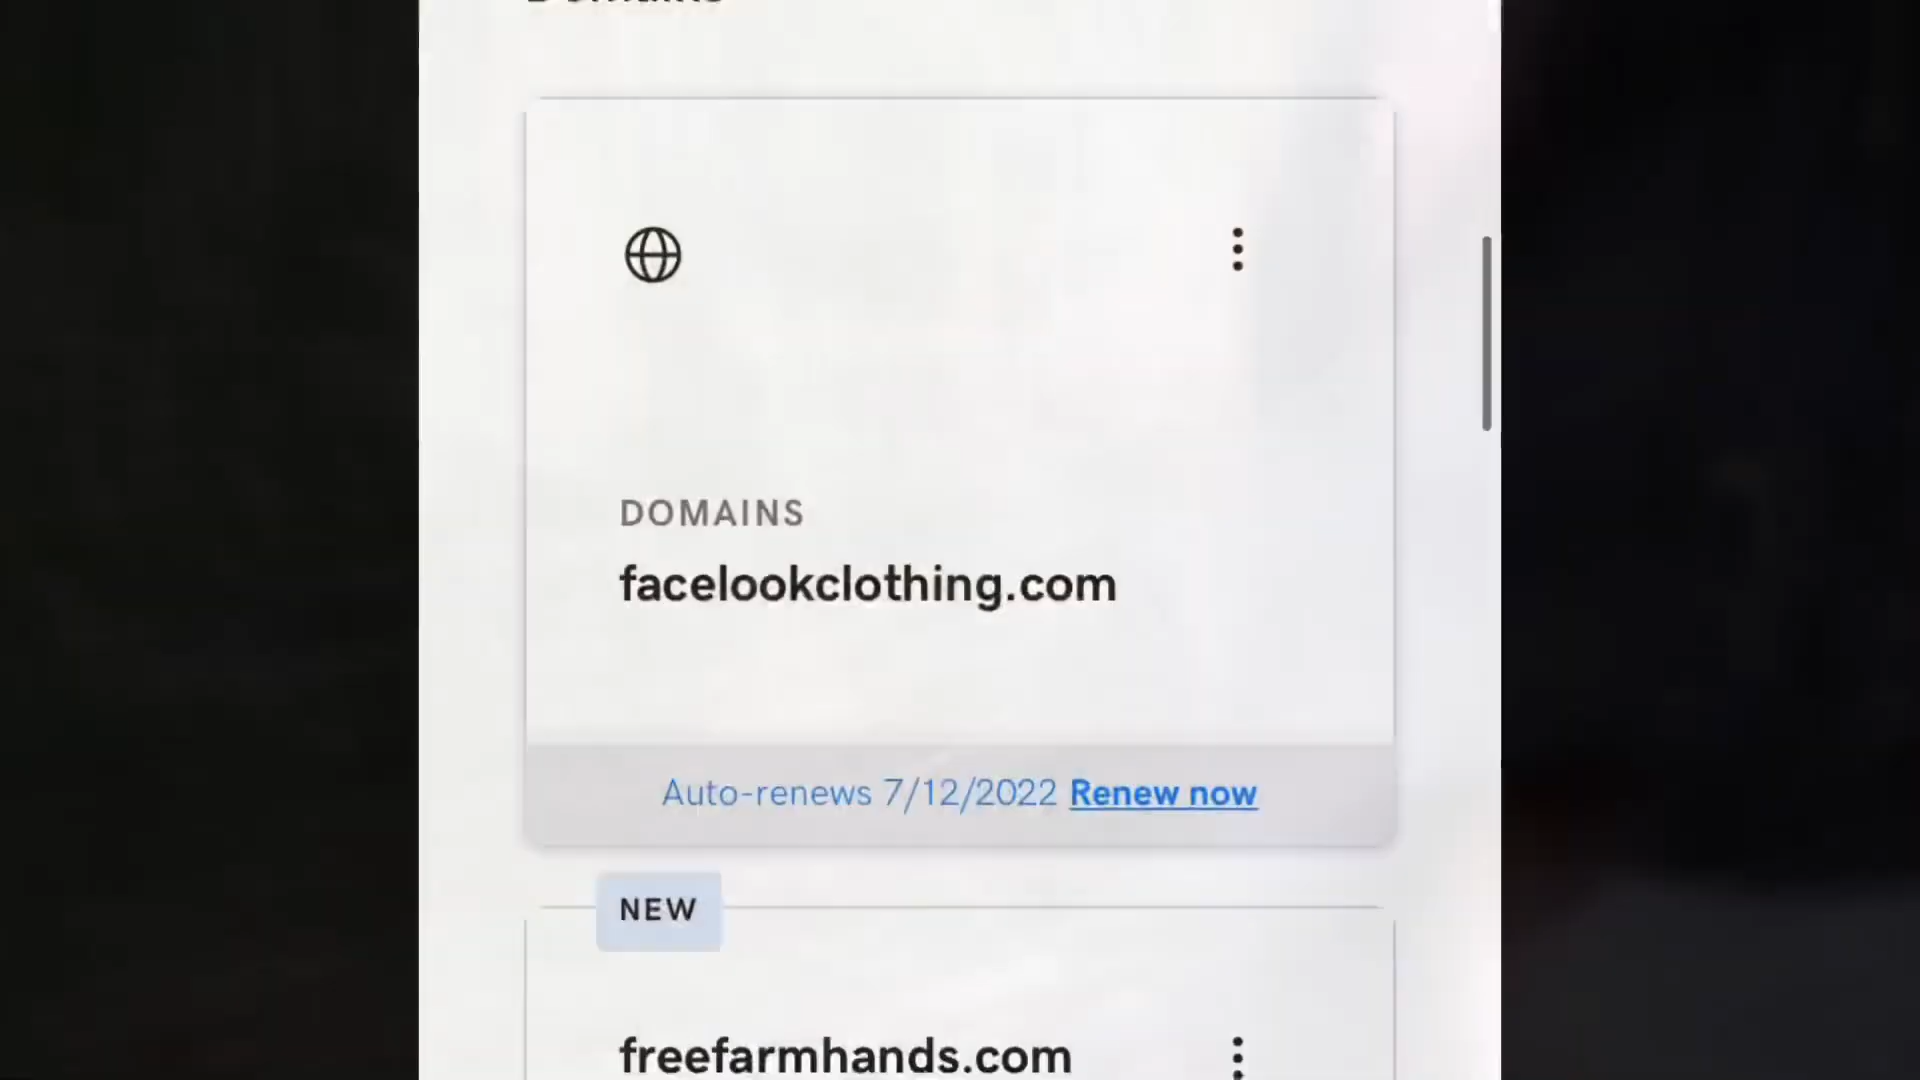 DOMAINS
facelookclothing.com
Auto-renews 7/12/2022 Renew now
NEW
freefarmhands.com